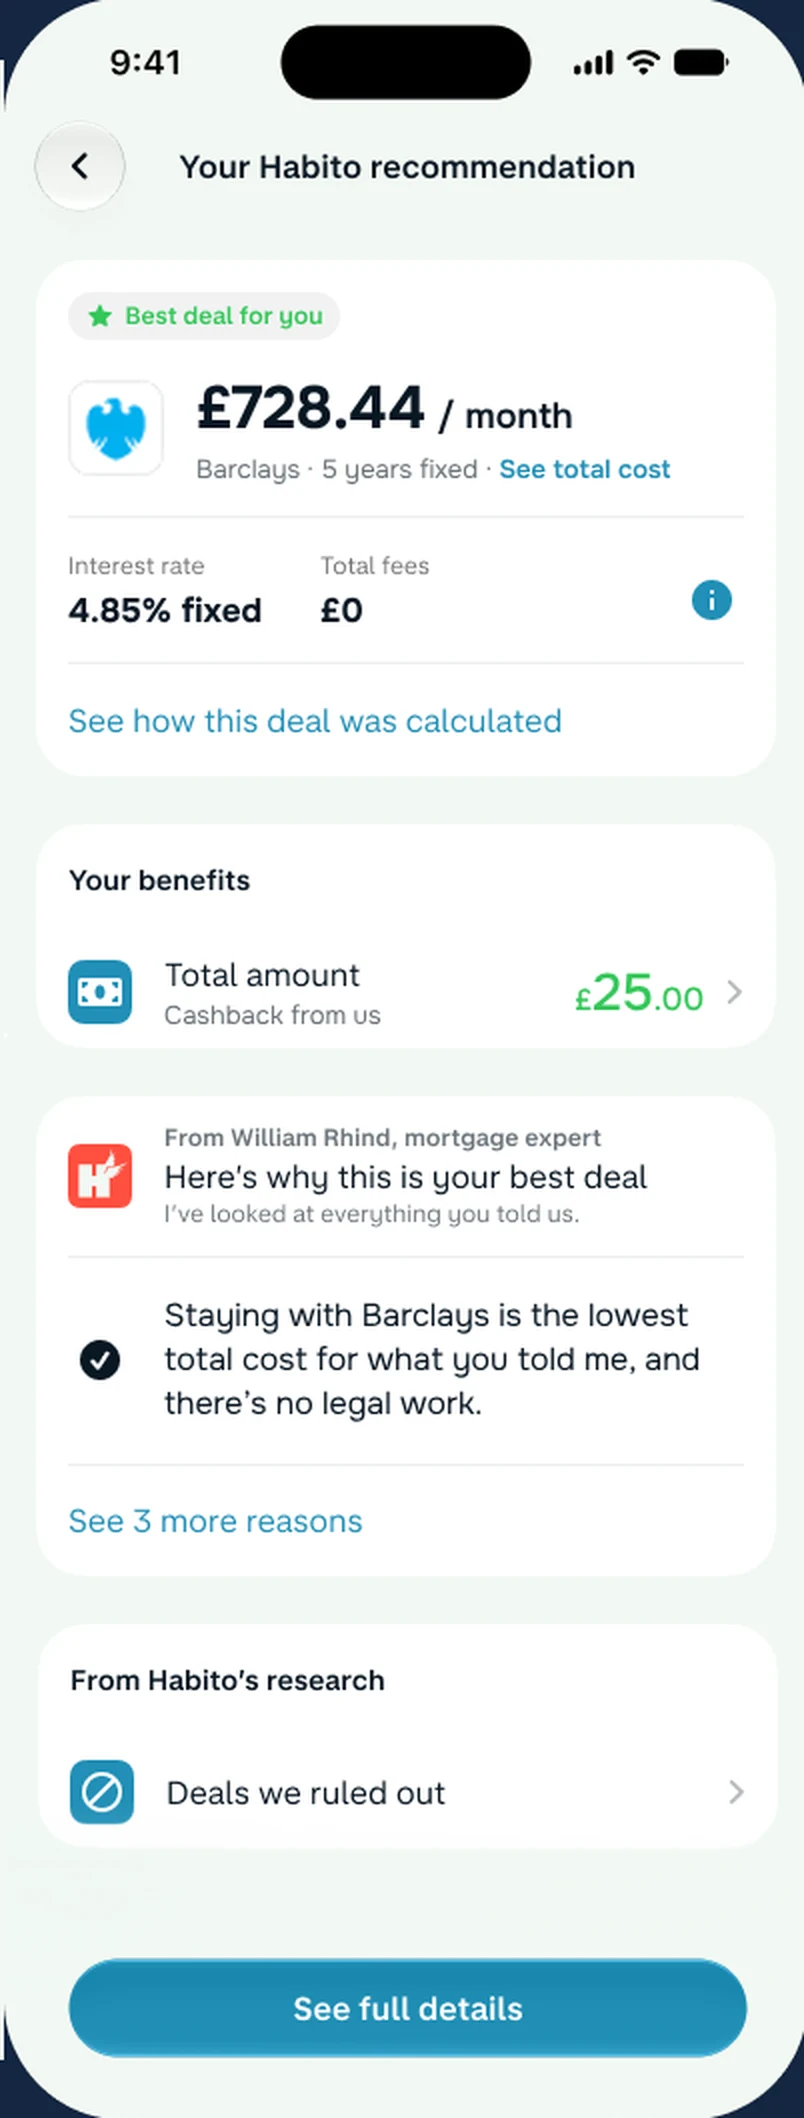 9:41
Your Habito recommendation
Best deal for you
£728.44 / month
Barclays · 5 years fixed · See total cost
Interest rate
Total fees
4.85% fixed
£0
See how this deal was calculated
Your benefits
Total amount
Cashback from us
£25.00
From William Rhind, mortgage expert
Here's why this is your best deal
I've looked at everything you told us.
Staying with Barclays is the lowest
total cost for what you told me, and
there’s no legal work.
See 3 more reasons
From Habito’s research
Deals we ruled out
See full details